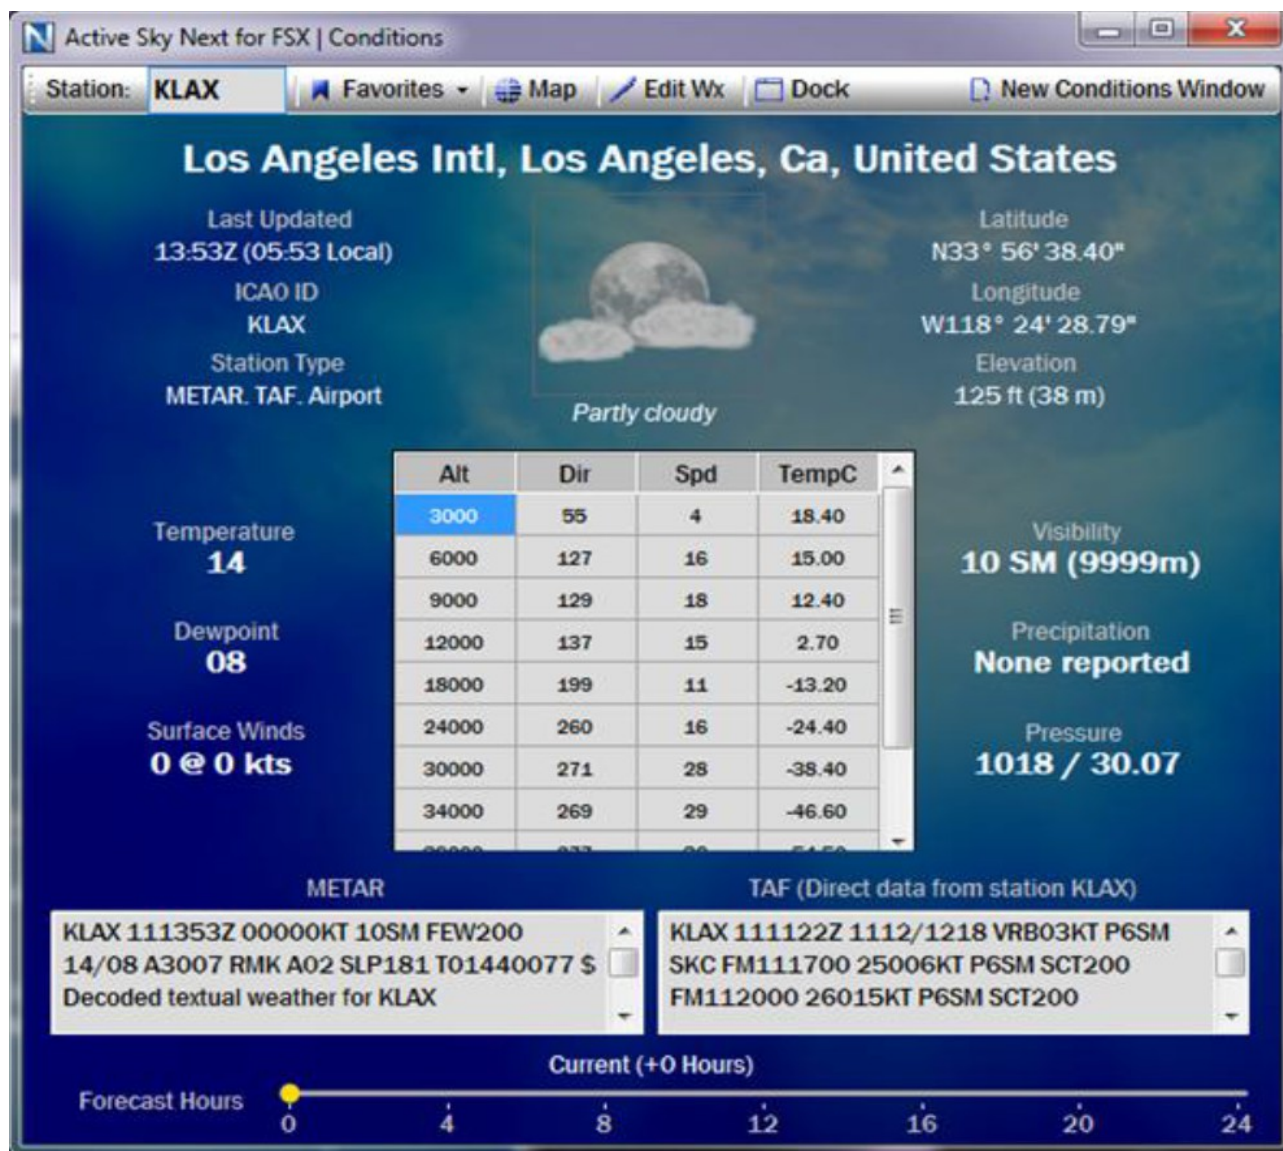 Active Sky Next for FSX | Conditions
Station: KLAX Favorites Map Edit Wx Dock New Conditions Window
Los Angeles Intl, Los Angeles, Ca, United States
Last Updated
13:53Z (05:53 Local)
ICAO ID
KLAX
Station Type
METAR. TAF. Airport
Partly cloudy
Latitude
N33° 56' 38.40"
Longitude
W118° 24' 28.79"
Elevation
125 ft (38 m)
Temperature
14
Dewpoint
08
Surface Winds
0 @ 0 kts
Alt Dir Spd TempC
3000 55 4 18.40
6000 127 16 15.00
9000 129 18 12.40
12000 137 15 2.70
18000 199 11 -13.20
24000 260 16 -24.40
30000 271 28 -38.40
34000 269 29 -46.60
Visibility
10 SM (9999m)
Precipitation
None reported
Pressure
1018 / 30.07
METAR
KLAX 111353Z 00000KT 10SM FEW200
14/08 A3007 RMK A02 SLP181 T01440077 $
Decoded textual weather for KLAX
TAF (Direct data from station KLAX)
KLAX 111122Z 1112/1218 VRB03KT P6SM
SKC FM111700 25006KT P6SM SCT200
FM112000 26015KT P6SM SCT200
Current (+0 Hours)
Forecast Hours
0 4 8 12 16 20 24